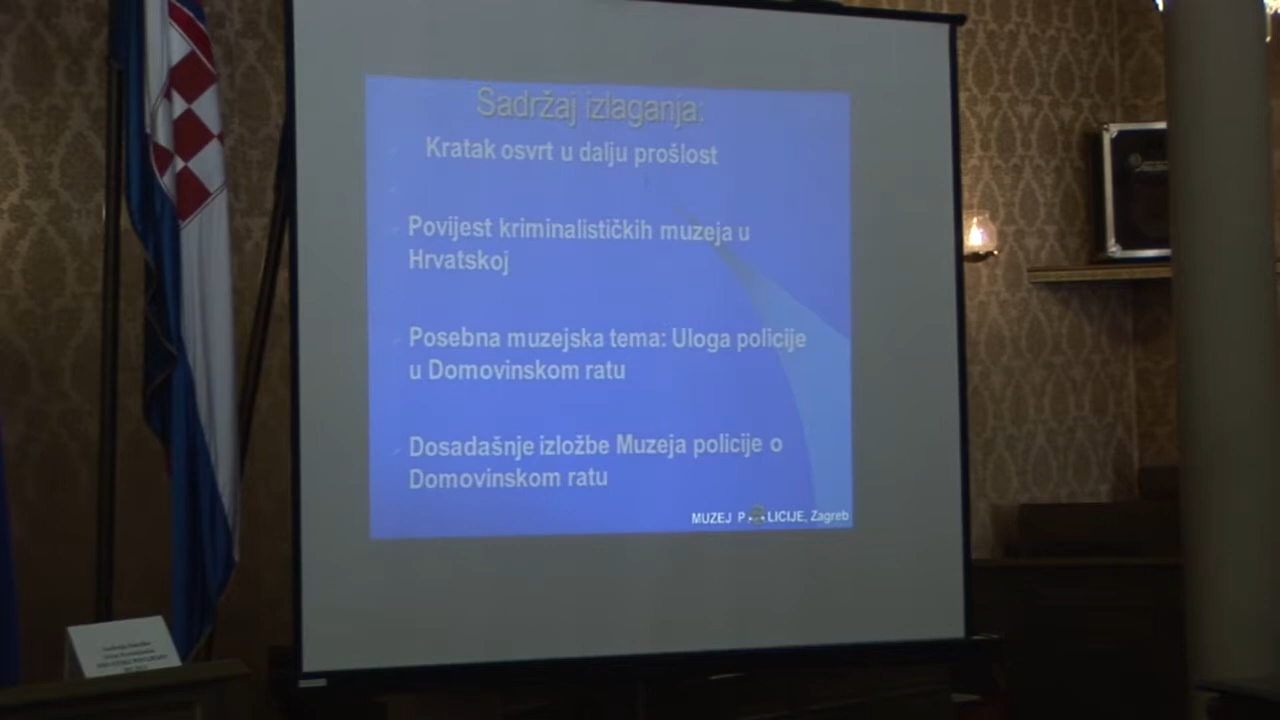 Sadržaj izlaganja:
Kratak osvrt u dalju prošlost
Povijest kriminalističkih muzeja u
Hrvatskoj
Posebna muzejska tema: Uloga policije
u Domovinskom ratu
Dosadašnje izložbe Muzeja policije o
Domovinskom ratu
MUZEJ P LICIJE, Zagreb